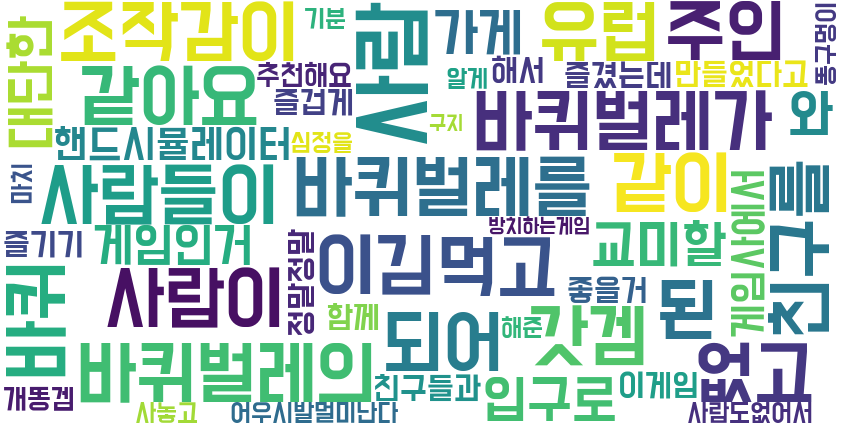 대단한
조작감이
기분
사람
가게
유럽
주인
똥구멍이
같아요
추천해요
즐겁게
알게
해서
즐겼는데
만들었다고
구지
바퀴벌레가
와
핸드시뮬레이터
심정을
마치
사람들이
바퀴벌레를
같이
게임사에서
친구를
즐기기
게임인거
정말정말
이김먹고
방치하는게임
교미할
바퀴
사람이
함께
되어
해준
좋을거
갓겜
된
없고
개똥겜
바퀴벌레의
친구들과
입구로
이게임
사놓고
어우시발멀미난다
사람도없어서